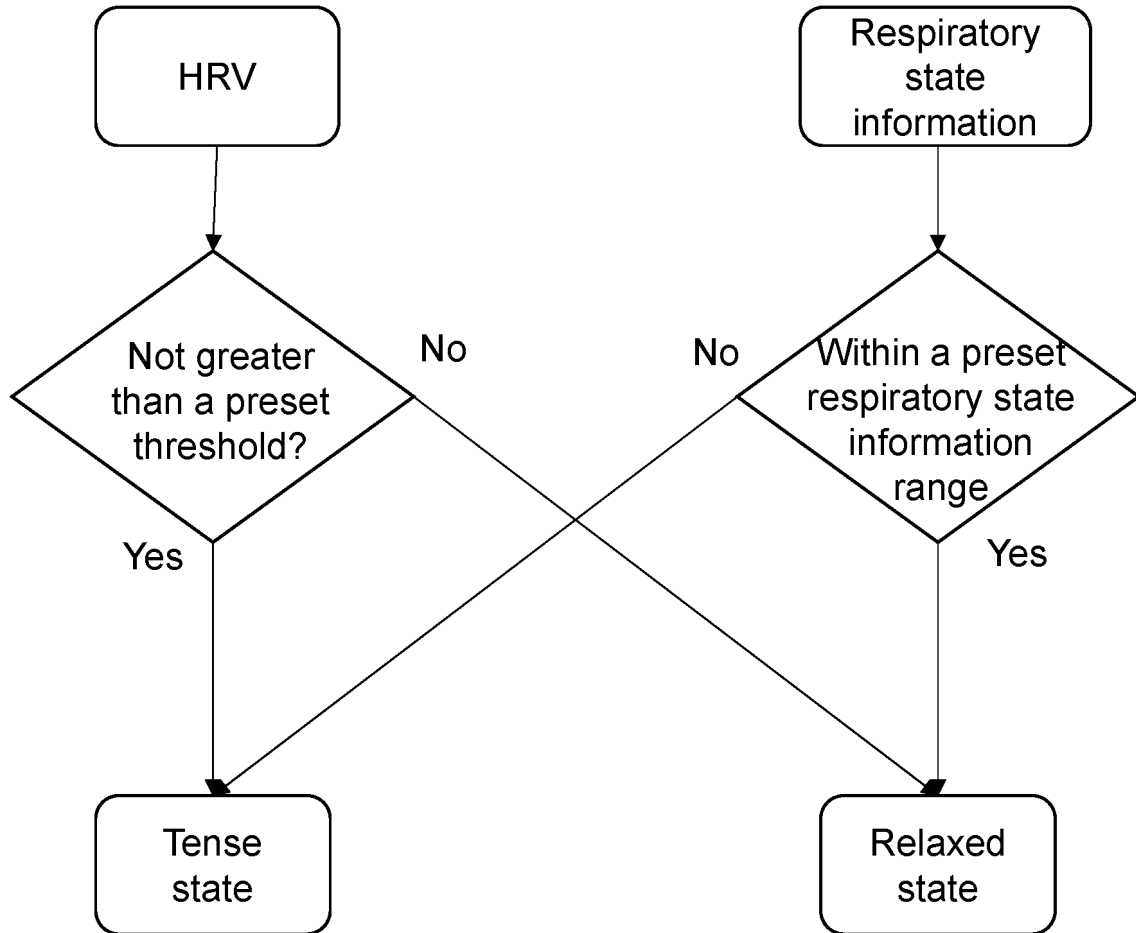 HRV
Respiratory
state
information
Not greater
than a preset
threshold?
No
Yes
No
Within a preset
respiratory state
information
range
Yes
Tense
state
Relaxed
state